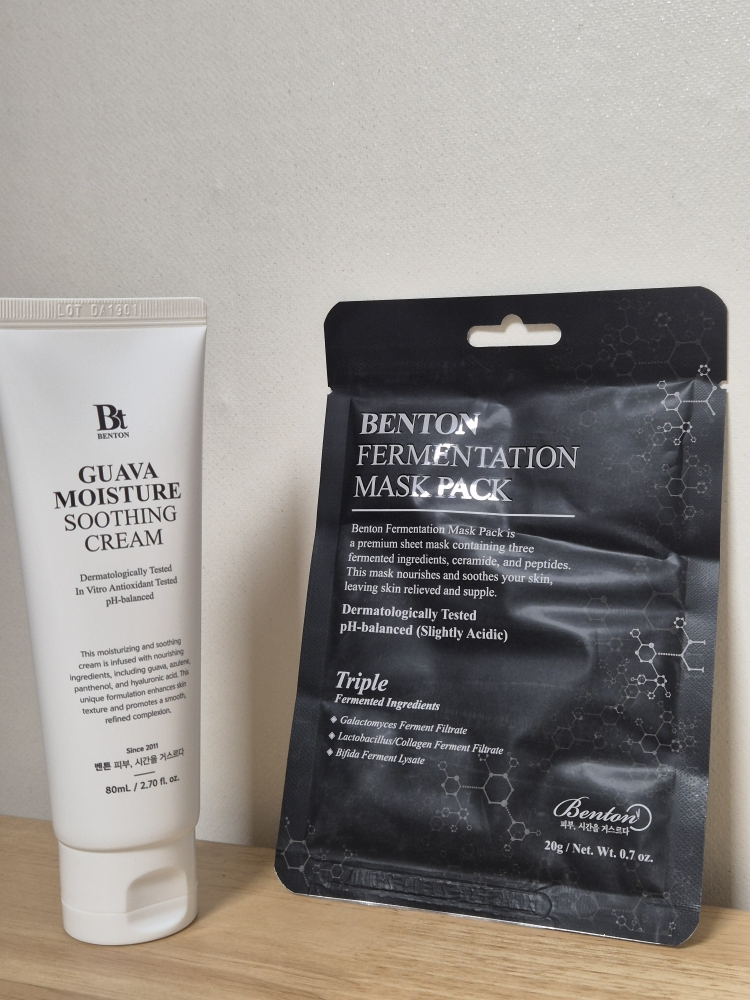 LOT 0/1901
Bt
BENTON
GUAVA
MOISTURE
SOOTHING
CREAM
Dermatologically Tested
In Vitro Antioxidant Tested
pH-balanced
This moisturizing and soothing
cream is infused with nourishing
ingredients, including guava, azulene,
panthenol, and hyaluronic acid. This
unique formulation enhances skin
texture and promotes a smooth,
refined complexion.
Since 2011
벤튼 피부, 시간을 거스르다
80mL / 2.70 fl. oz.
BENTON
FERMENTATION
MASK PACK
Benton Fermentation Mask Pack is
a premium sheet mask containing three
fermented ingredients, ceramide, and peptides.
This mask nourishes and soothes your skin,
leaving skin relieved and supple.
Dermatologically Tested
pH-balanced (Slightly Acidic)
Triple
Fermented Ingredients
◈ Galactomyces Ferment Filtrate
◈ Lactobacillus/Collagen Ferment Filtrate
◈ Bifida Ferment Lysate
Benton
피부, 시간을 거스르다
20g / Net. Wt. 0.7 oz.